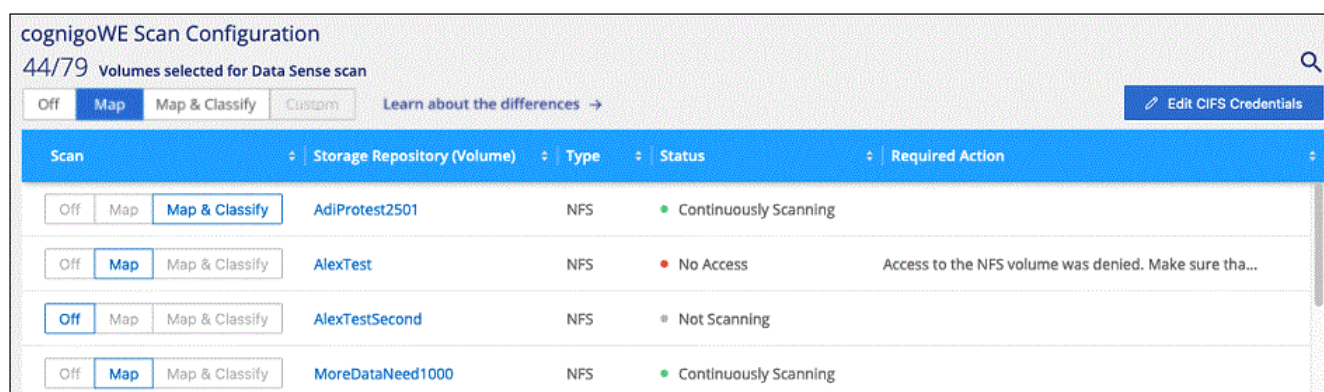 cognigoWE Scan Configuration
44/79 Volumes selected for Data Sense scan
Off Map Map & Classify Custom Learn about the differences → Edit CIFS Credentials
Scan Storage Repository (Volume) Type Status Required Action
Off Map Map & Classify AdiProtest2501 NFS Continuously Scanning
Off Map Map & Classify AlexTest NFS No Access Access to the NFS volume was denied. Make sure tha...
Off Map Map & Classify AlexTestSecond NFS Not Scanning
Off Map Map & Classify MoreDataNeed1000 NFS Continuously Scanning